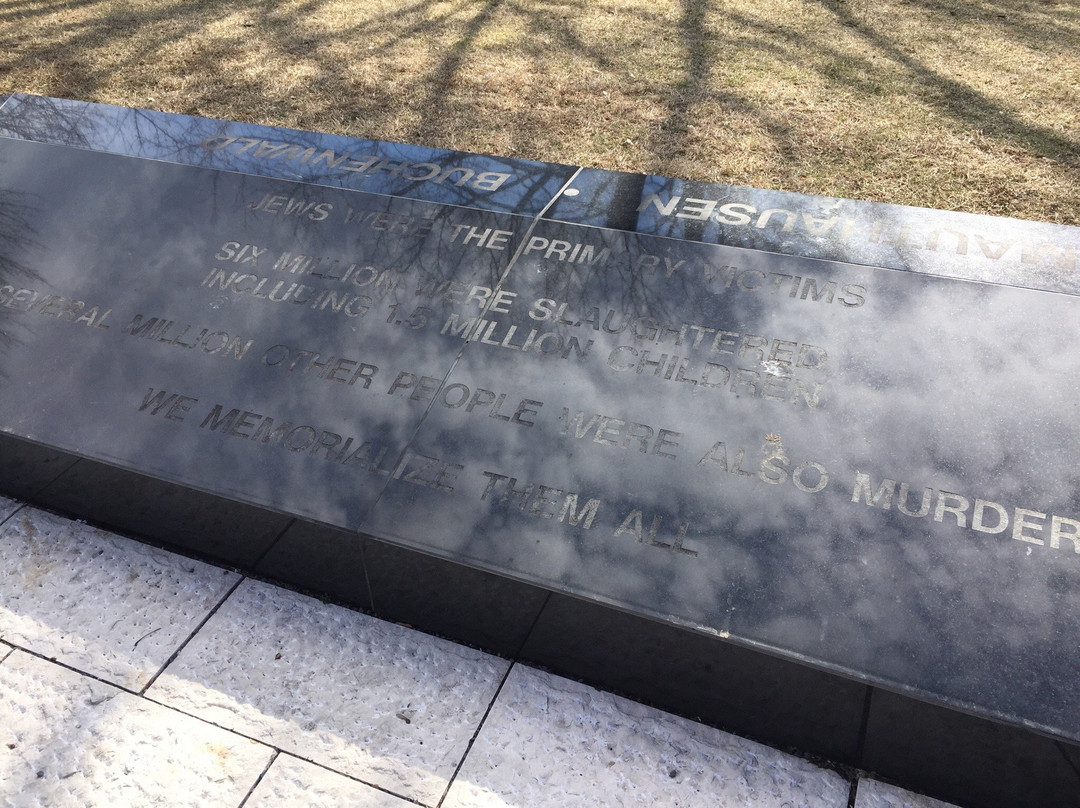 BUCHENWALD • MAUTHAUSEN
JEWS WERE THE PRIMARY VICTIMS
SIX MILLION WERE SLAUGHTERED
INCLUDING 1.5 MILLION CHILDREN
SEVERAL MILLION OTHER PEOPLE WERE ALSO MURDER
WE MEMORIALIZE THEM ALL